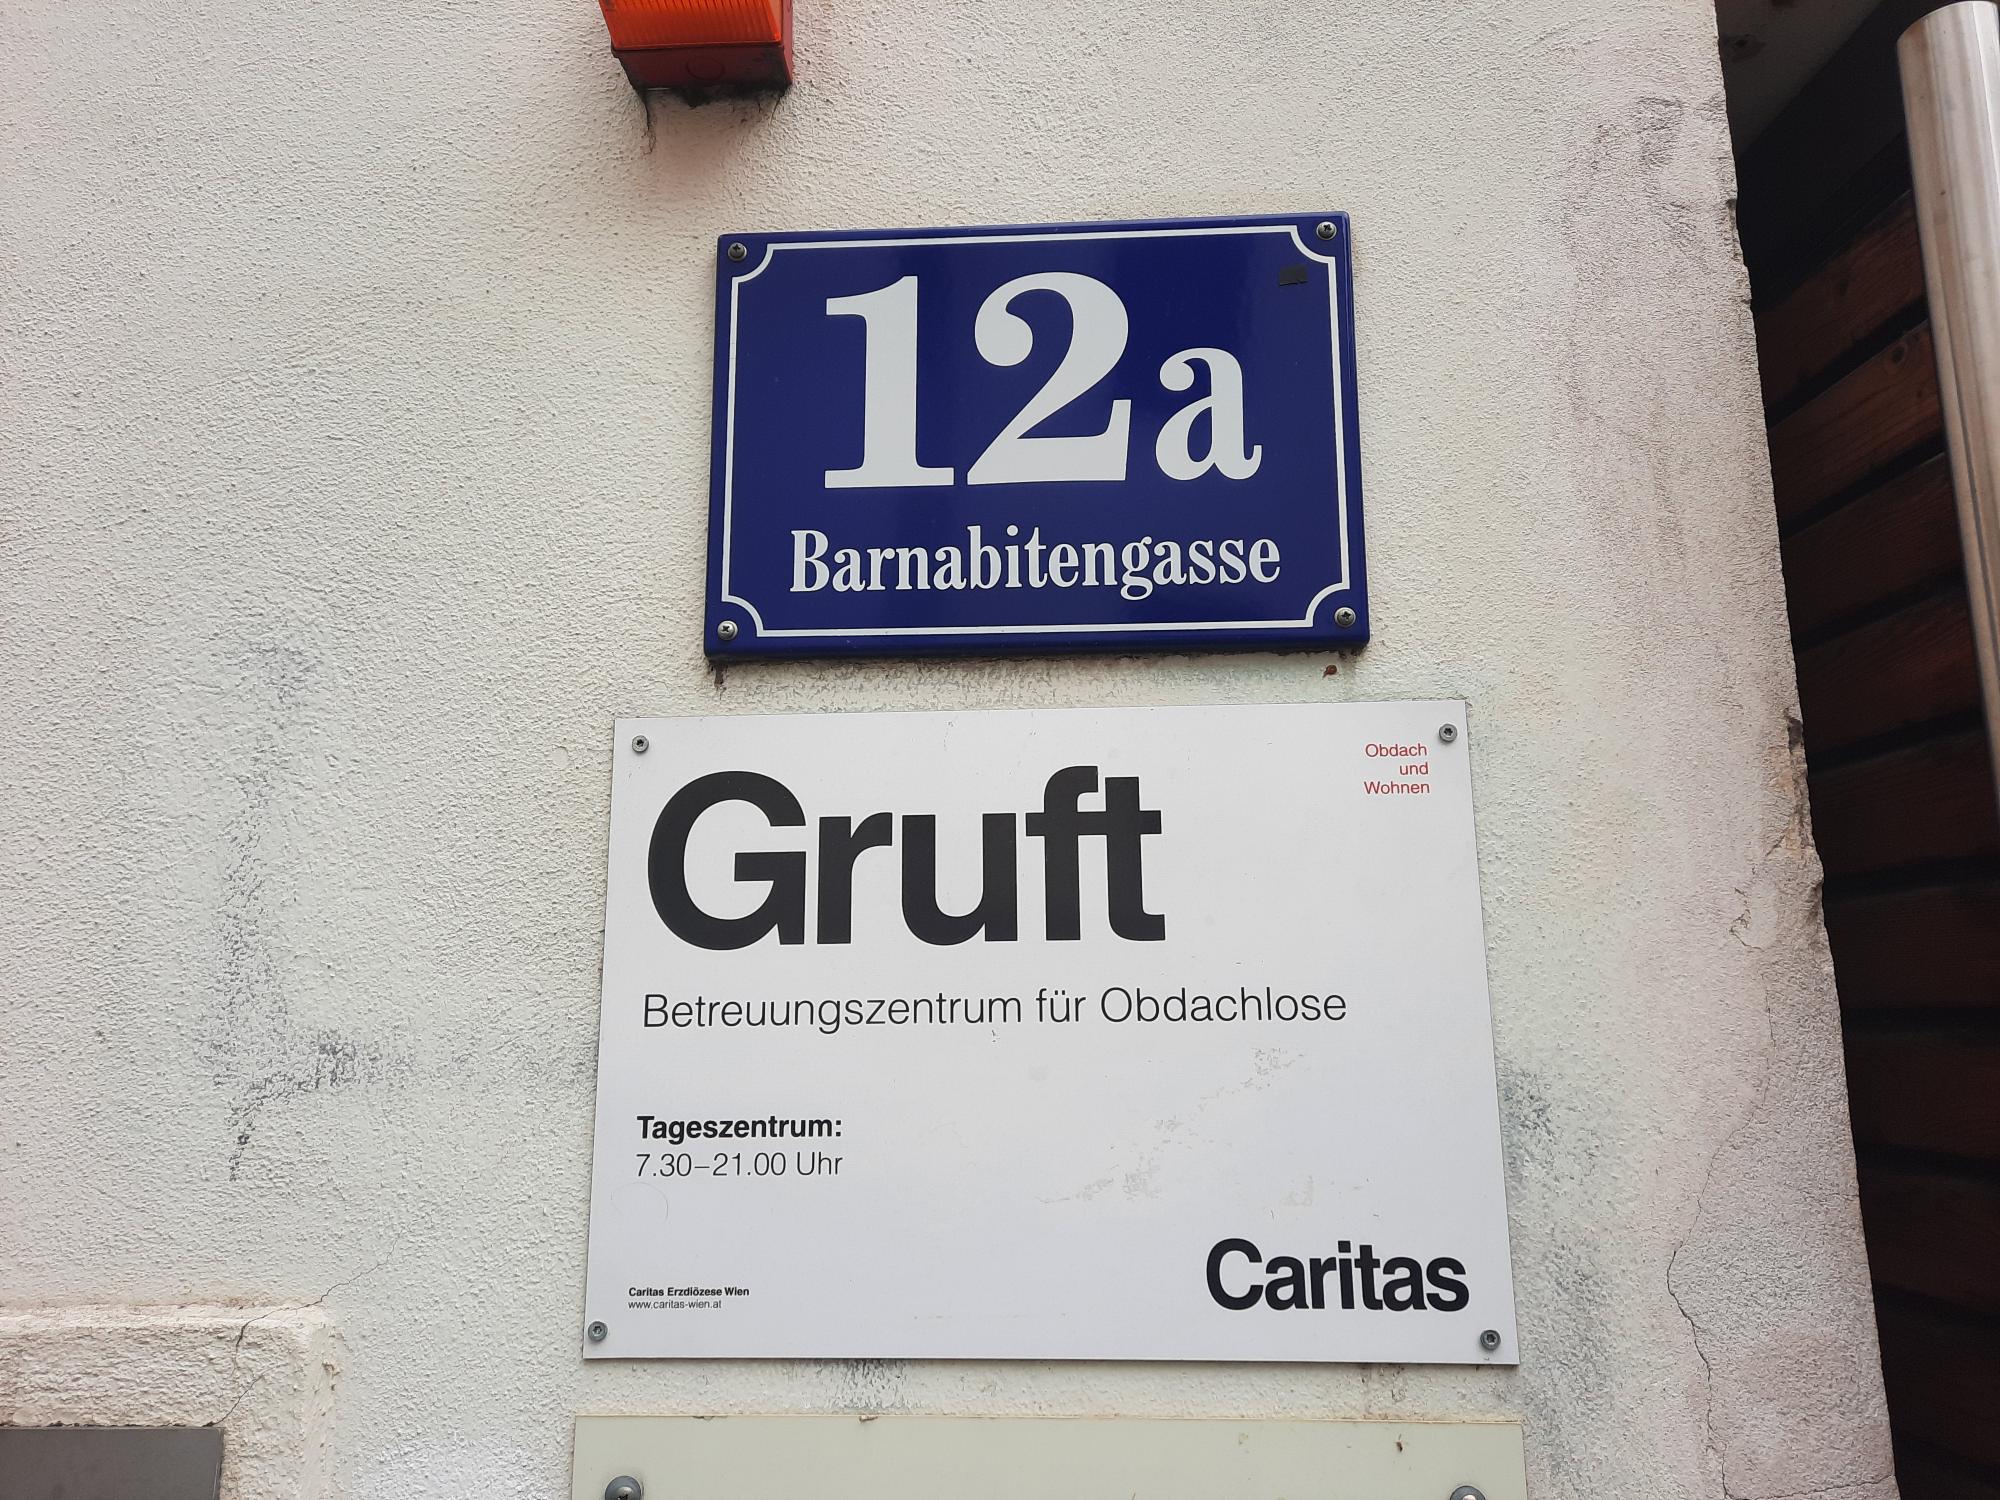 12a
Barnabitengasse
Gruft
Obdach
und
Wohnen
Betreuungszentrum für Obdachlose
Tageszentrum:
7.30–21.00 Uhr
Caritas
Caritas Erzdiözese Wien
www.caritas-wien.at